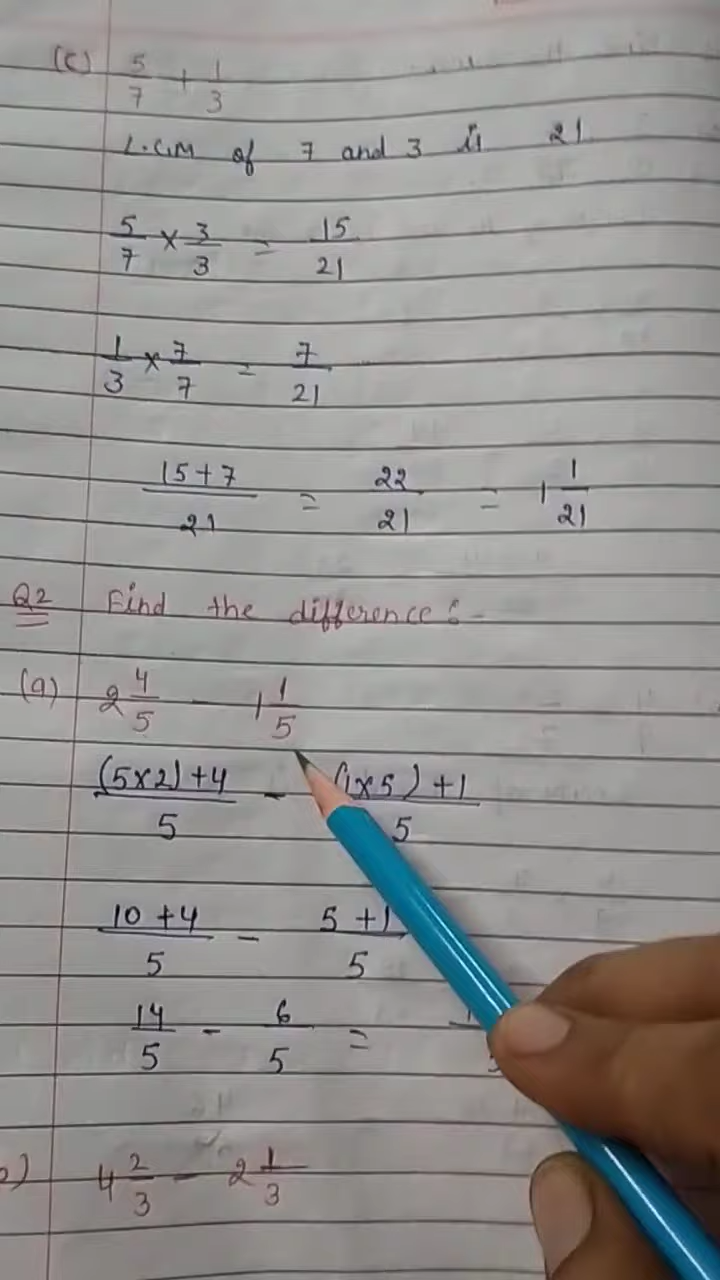 (c) 5/7 + 1/3
L.C.M of 7 and 3 is 21
5/7 × 3/3 = 15/21
1/3 × 7/7 = 7/21
15+7/21 = 22/21 = 1 1/21
Q2 Find the difference :-
(a) 2 4/5 - 1 1/5
(5×2)+4/5 - (1×5)+1/5
10+4/5 - 5+1/5
14/5 - 6/5 =
) 4 2/3 - 2 1/3